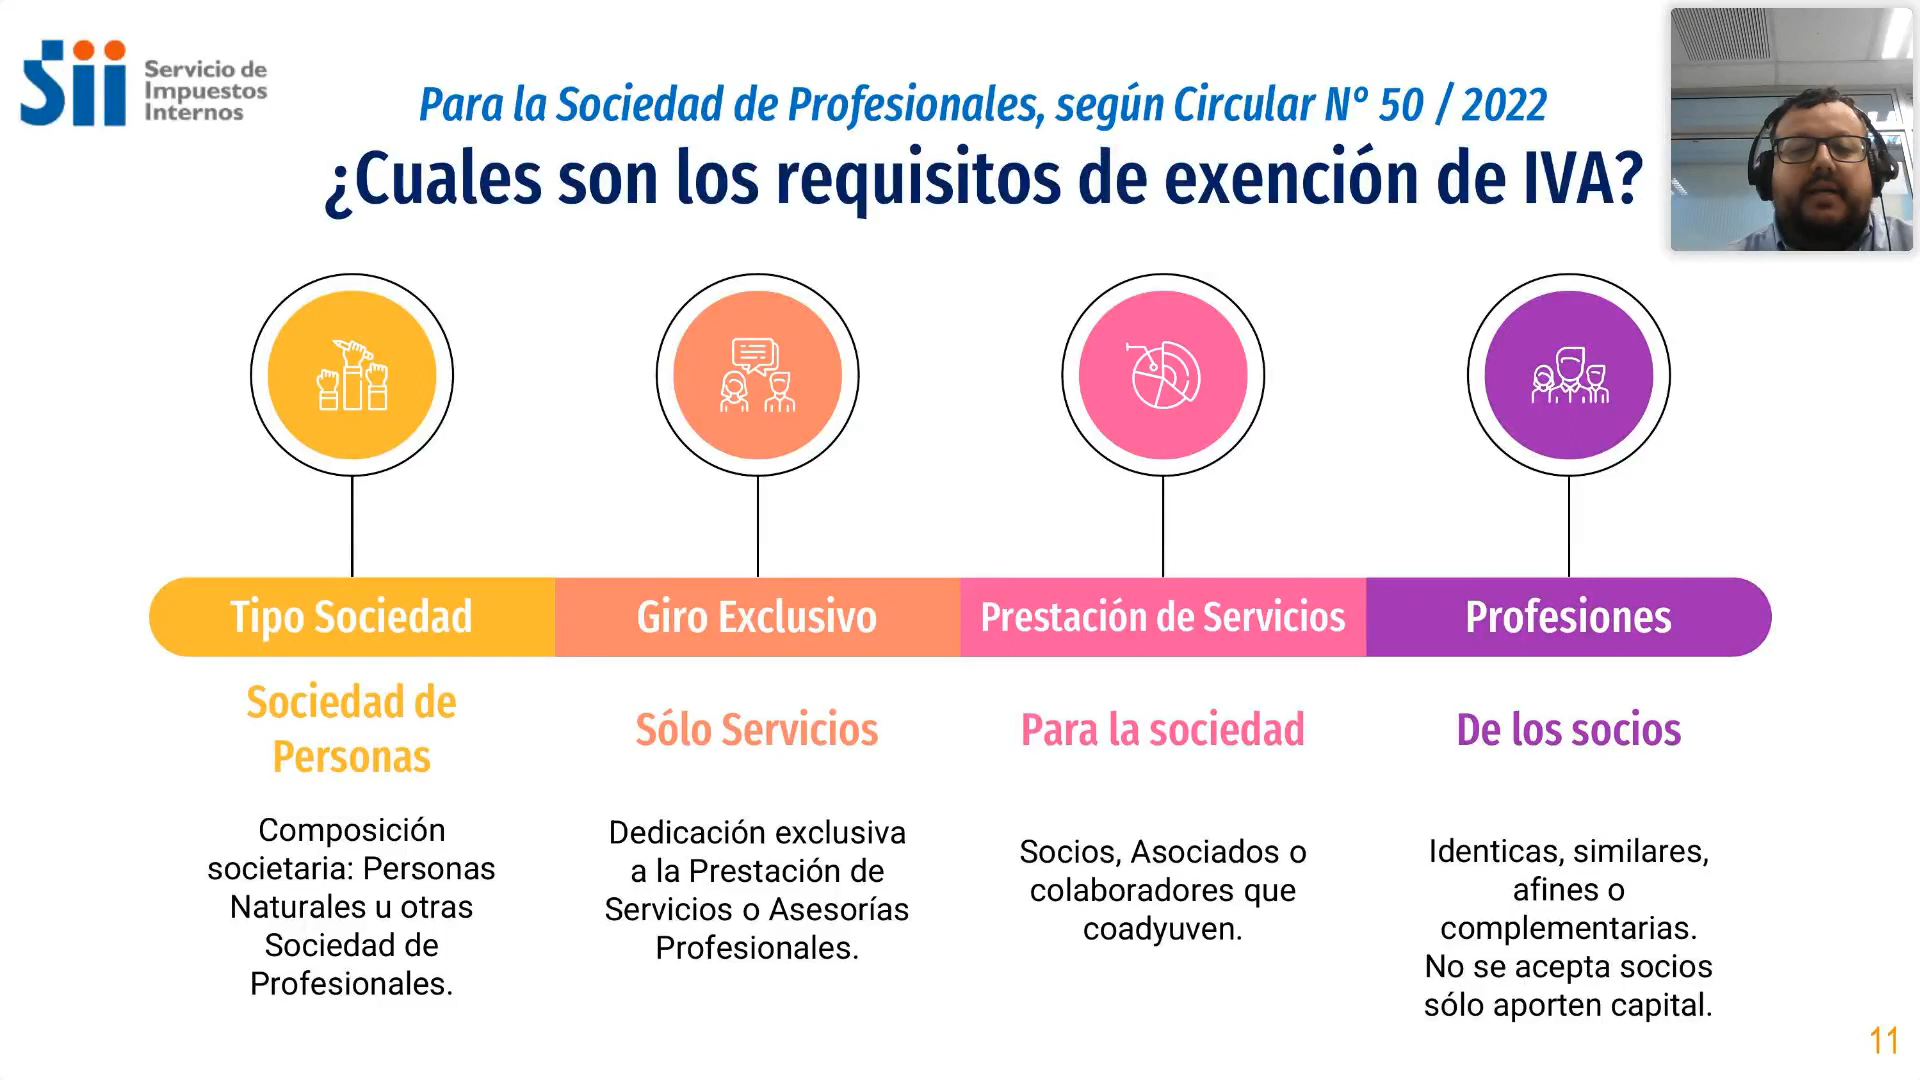 Sii Servicio de
Impuestos
Internos
Para la Sociedad de Profesionales, según Circular N° 50 / 2022
¿Cuales son los requisitos de exención de IVA?
Tipo Sociedad
Giro Exclusivo
Prestación de Servicios
Profesiones
Sociedad de
Personas
Sólo Servicios
Para la sociedad
De los socios
Composición
societaria: Personas
Naturales u otras
Sociedad de
Profesionales.
Dedicación exclusiva
a la Prestación de
Servicios o Asesorías
Profesionales.
Socios, Asociados o
colaboradores que
coadyuven.
Identicas, similares,
afines o
complementarias.
No se acepta socios
sólo aporten capital.
11